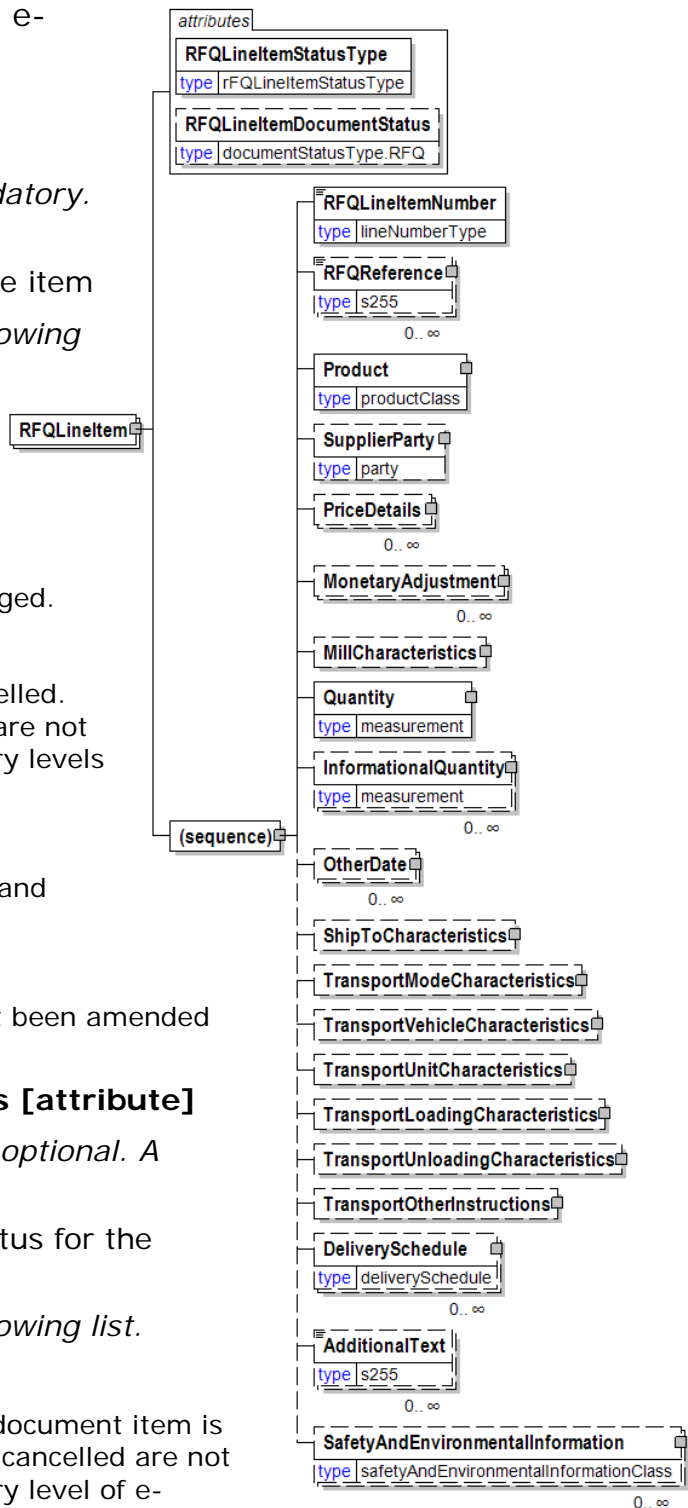 e-
datory.
e item
owing
ged.
elled.
are not
ry levels
and
t been amended
s [attribute]
optional. A
tus for the
owing list.
document item is
cancelled are not
ry level of e-
attributes
RFQLineItemStatusType
type rFQLineItemStatusType
RFQLineItemDocumentStatus
type documentStatusType.RFQ
RFQLineItem
(sequence)
RFQLineItemNumber
type lineNumberType
RFQReference
type s255
0.. ∞
Product
type productClass
SupplierParty
type party
PriceDetails
0.. ∞
MonetaryAdjustment
0.. ∞
MillCharacteristics
Quantity
type measurement
InformationalQuantity
type measurement
0.. ∞
OtherDate
0.. ∞
ShipToCharacteristics
TransportModeCharacteristics
TransportVehicleCharacteristics
TransportUnitCharacteristics
TransportLoadingCharacteristics
TransportUnloadingCharacteristics
TransportOtherInstructions
DeliverySchedule
type deliverySchedule
0.. ∞
AdditionalText
type s255
0.. ∞
SafetyAndEnvironmentalInformation
type safetyAndEnvironmentalInformationClass
0.. ∞